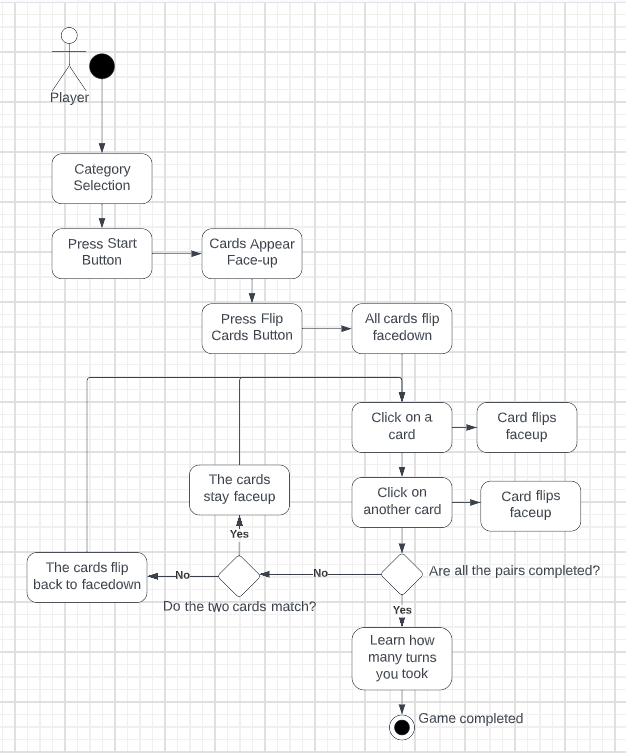 Player
Category
Selection
Press Start
Button
Cards Appear
Face-up
Press Flip
Cards Button
All cards flip
facedown
Click on a
card
Card flips
faceup
The cards
stay faceup
Click on
another card
Card flips
faceup
Yes
The cards flip
back to facedown
No
No
Are all the pairs completed?
Do the two cards match?
Yes
Learn how
many turns
you took
Game completed